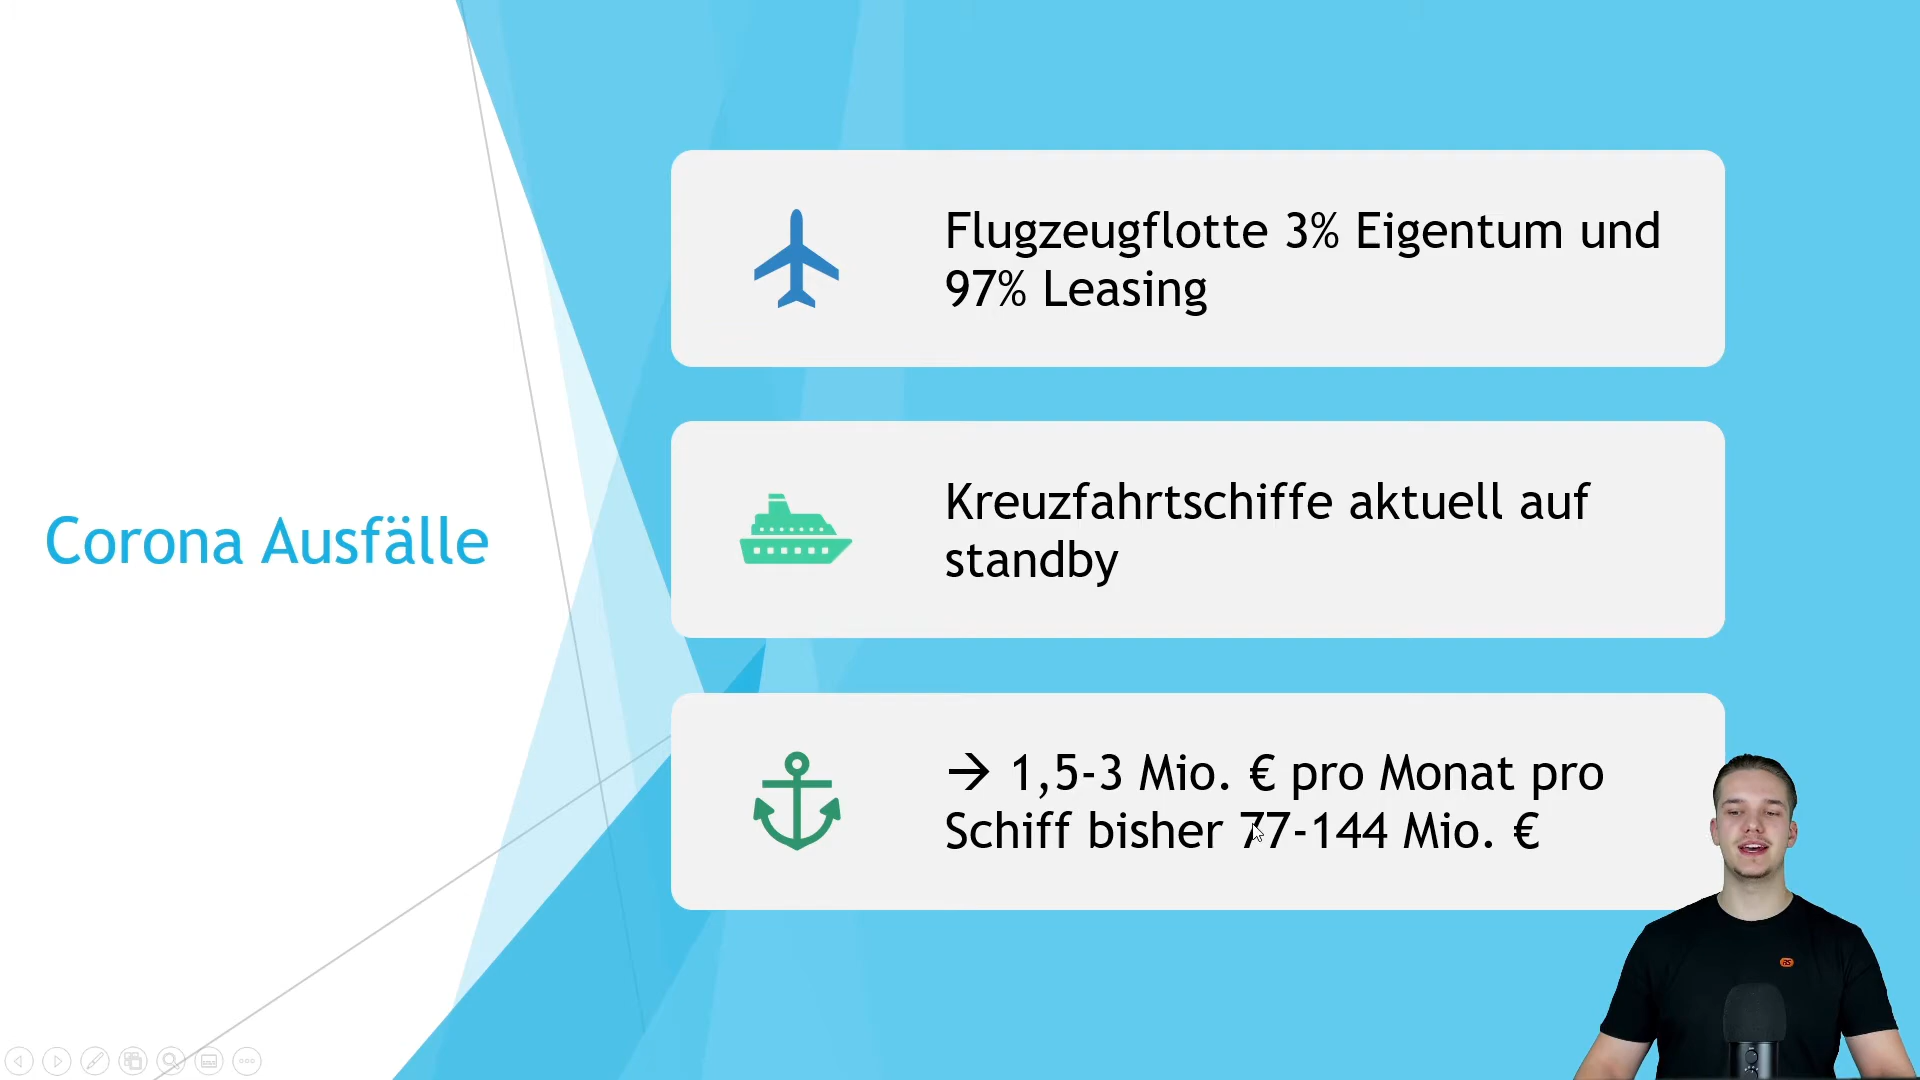 Corona Ausfälle
Flugzeugflotte 3% Eigentum und
97% Leasing
Kreuzfahrtschiffe aktuell auf
standby
→ 1,5-3 Mio. € pro Monat pro
Schiff bisher 77-144 Mio. €